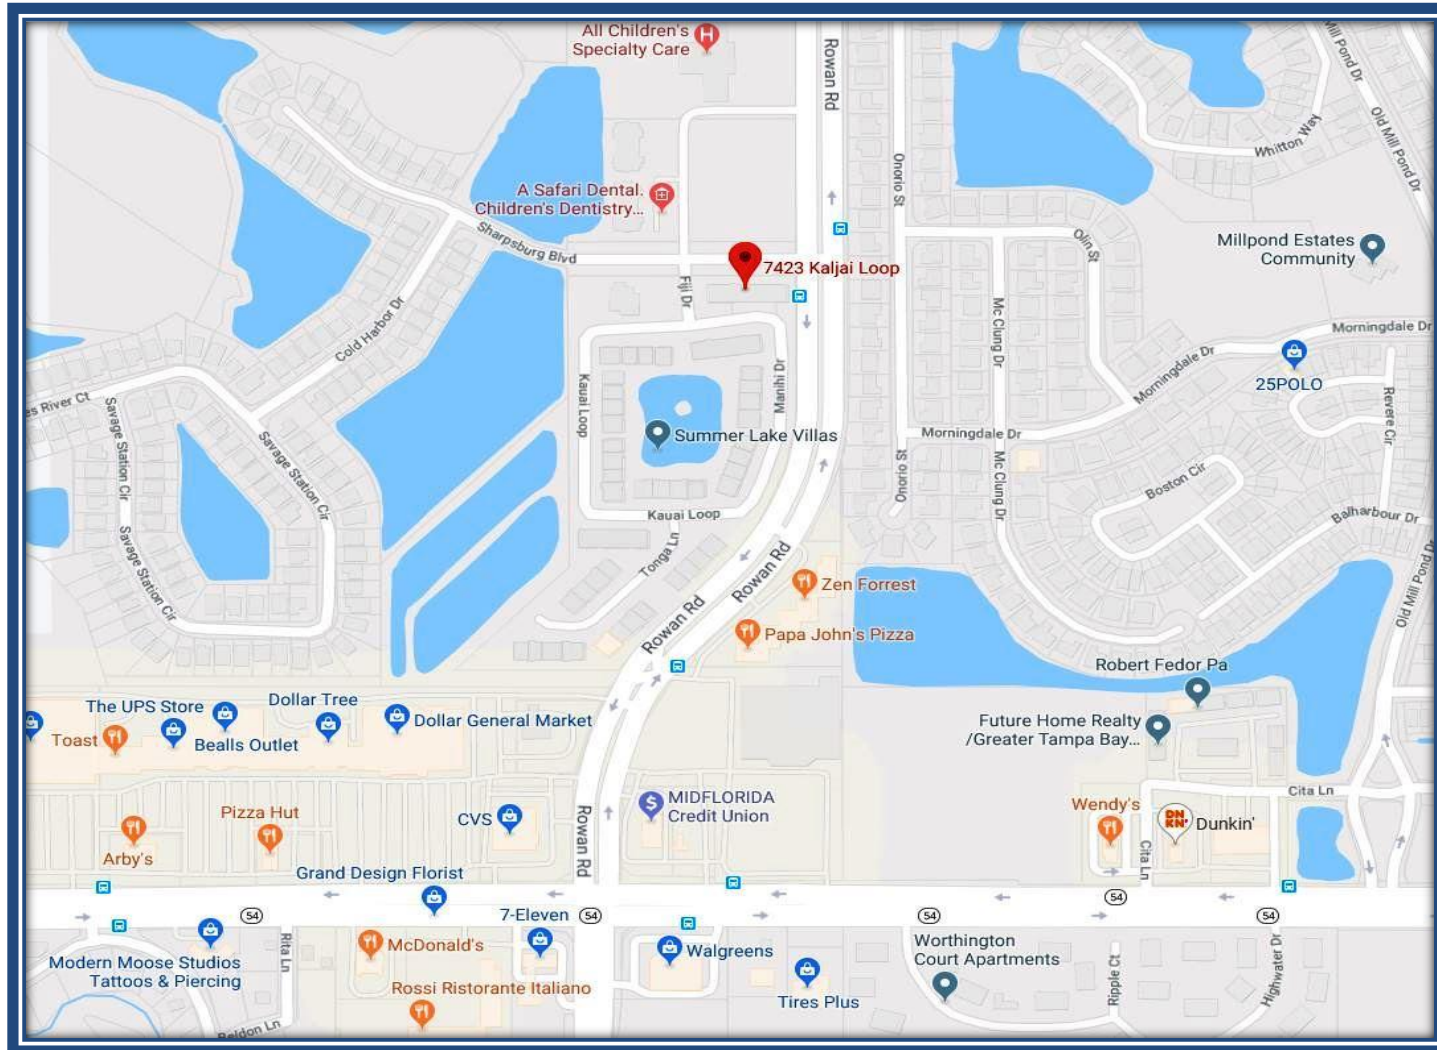 All Children's
Specialty Care
H
Rowan Rd
Mill Pond Dr
Old Mill Pond Dr
Whitton Way
Onorio St
A Safari Dental.
Children's Dentistry...
Sharpsburg Blvd
Olin St
Millpond Estates
Community
7423 Kaljai Loop
Fiji Dr
Cold Harbor Dr
Mc Clung Dr
Morningdale Dr
Morningdale Dr
25POLO
Manihi Dr
Kauai Loop
Revere Cir
es River Ct
Savage Station Cir
Savage Station Cir
Summer Lake Villas
Morningdale Dr
Onorio St
Mc Clung Dr
Boston Cir
Balharbour Dr
Kauai Loop
Savage Station Cir
Tonga Ln
Rowan Rd
Rowan Rd
Zen Forrest
Papa John's Pizza
Old Mill Pond D
Robert Fedor Pa
The UPS Store
Dollar Tree
Dollar General Market
Toast
Bealls Outlet
Future Home Realty
/Greater Tampa Bay...
Cita Ln
Pizza Hut
CVS
$
MIDFLORIDA
Credit Union
Wendy's
DN
KN'
Dunkin'
Arby's
Rowan Rd
Cita Ln
Grand Design Florist
54
7-Eleven
54
54
54
54
Modern Moose Studios
Tattoos & Piercing
Rita Ln
McDonald's
Walgreens
Worthington
Court Apartments
Rossi Ristorante Italiano
Tires Plus
Ripple Ct
Highwater Dr
Beldon Ln